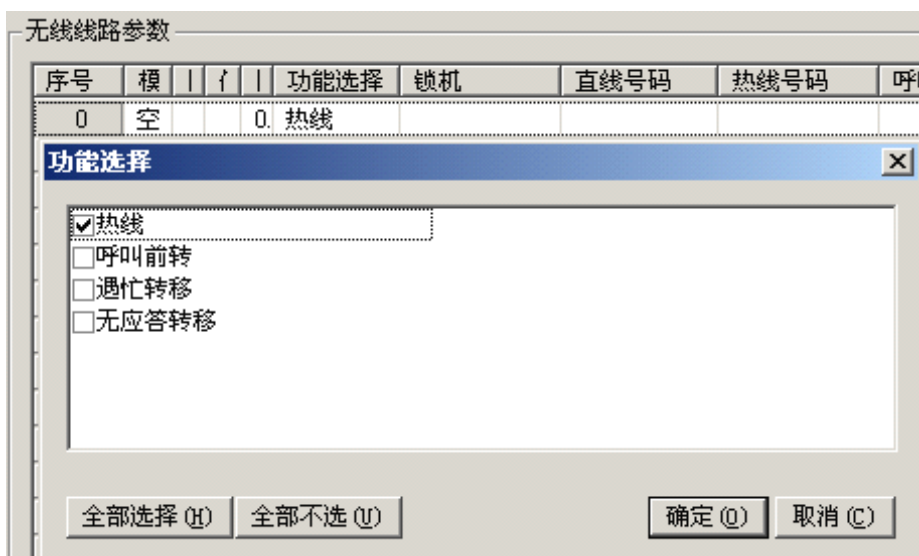 无线线路参数
序号 模 功能选择 锁机 直线号码 热线号码 呼
0 空 0. 热线
功能选择
热线
呼叫前转
遇忙转移
无应答转移
全部选择(H) 全部不选(U) 确定(O) 取消(C)